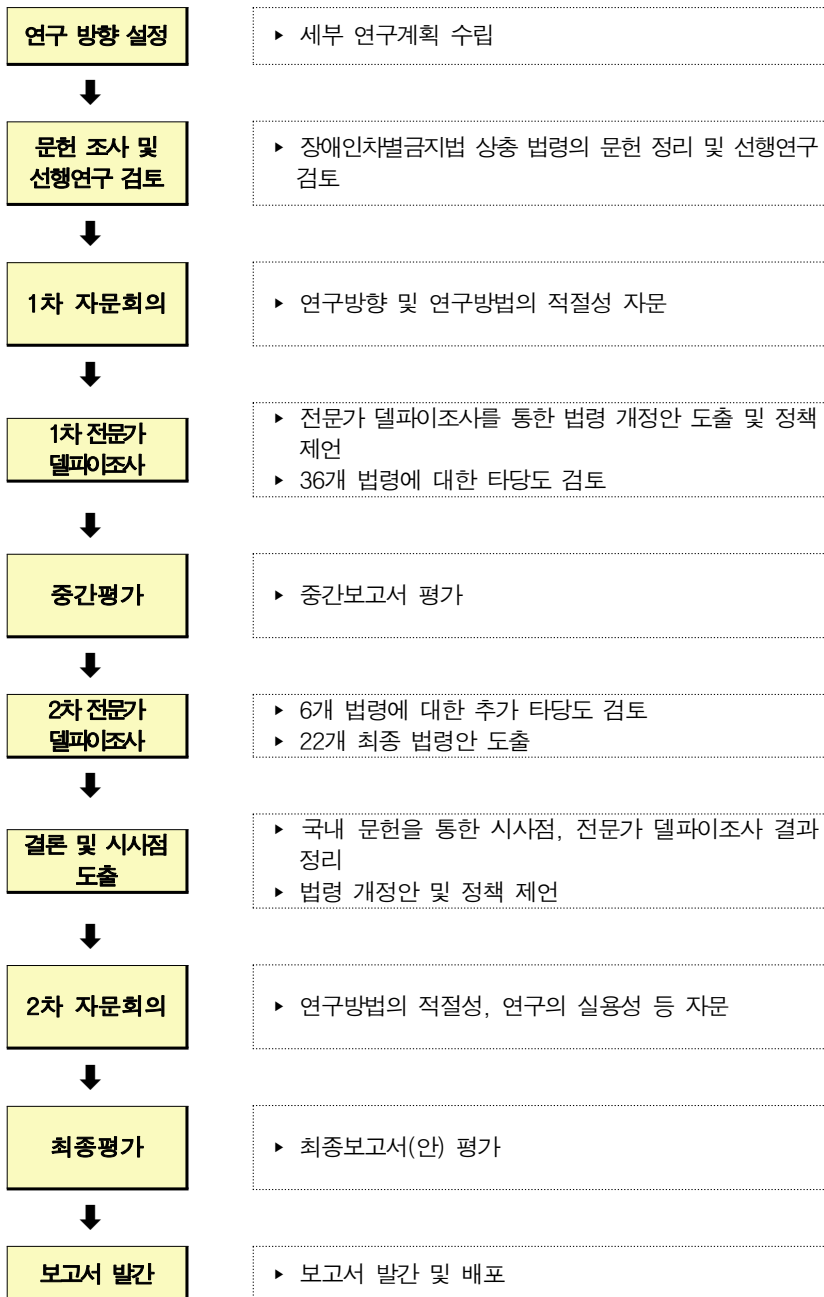 연구 방향 설정
▸ 세부 연구계획 수립
문헌 조사 및
선행연구 검토
▸ 장애인차별금지법 상충 법령의 문헌 정리 및 선행연구
검토
1차 자문회의
▸ 연구방향 및 연구방법의 적절성 자문
1차 전문가
델파이조사
▸ 전문가 델파이조사를 통한 법령 개정안 도출 및 정책
제언
▸ 36개 법령에 대한 타당도 검토
중간평가
▸ 중간보고서 평가
2차 전문가
델파이조사
▸ 6개 법령에 대한 추가 타당도 검토
▸ 22개 최종 법령안 도출
결론 및 시사점
도출
▸ 국내 문헌을 통한 시사점, 전문가 델파이조사 결과
정리
▸ 법령 개정안 및 정책 제언
2차 자문회의
▸ 연구방법의 적절성, 연구의 실용성 등 자문
최종평가
▸ 최종보고서(안) 평가
보고서 발간
▸ 보고서 발간 및 배포